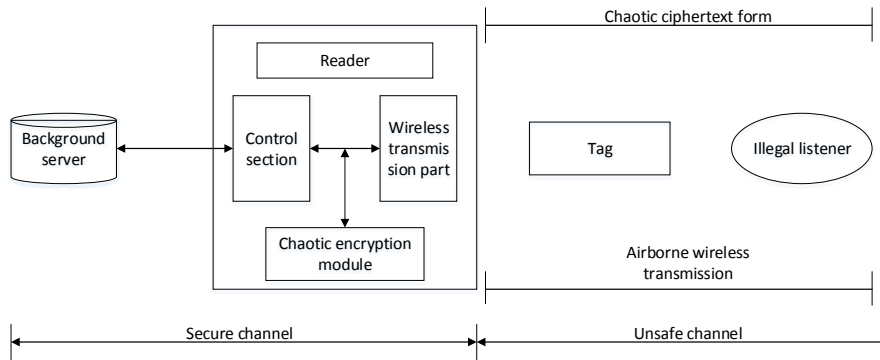 Chaotic ciphertext form
Reader
Background
server
Control
section
Wireless
transmis
sion part
Tag
Illegal listener
Chaotic encryption
module
Airborne wireless
transmission
Secure channel
Unsafe channel